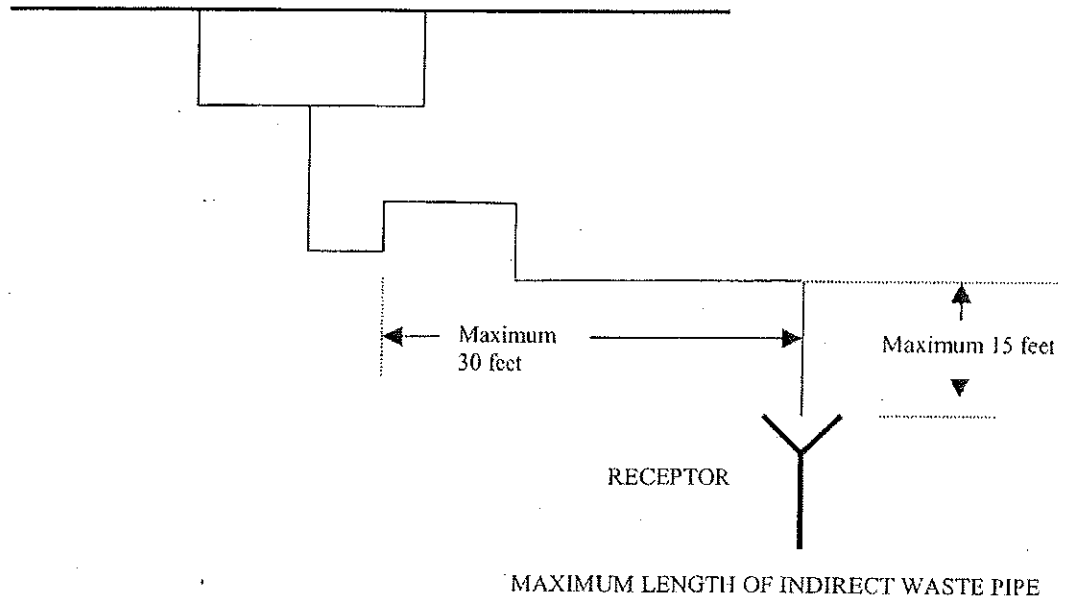 Maximum
30 feet
Maximum 15 feet
RECEPTOR
MAXIMUM LENGTH OF INDIRECT WASTE PIPE